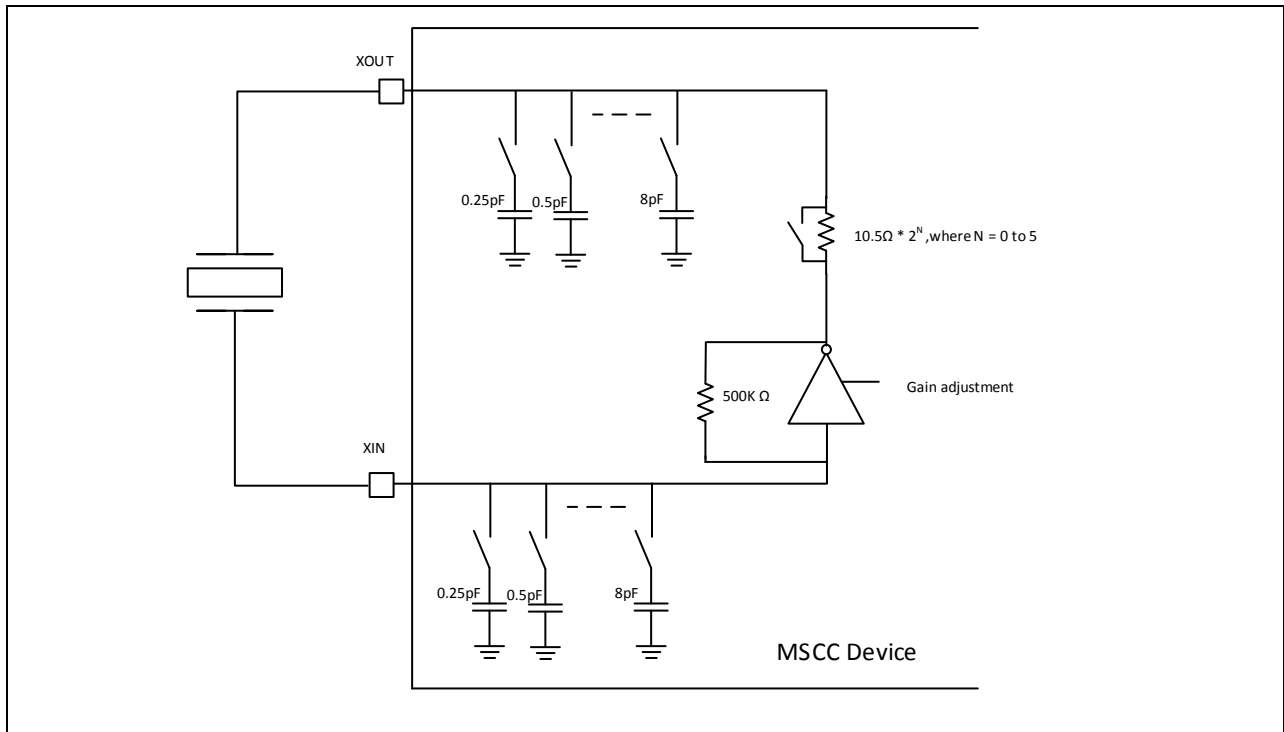 XOUT
0.25pF
0.5pF
8pF
10.5Ω * 2^N ,where N = 0 to 5
500K Ω
Gain adjustment
XIN
0.25pF
0.5pF
8pF
MSCC Device